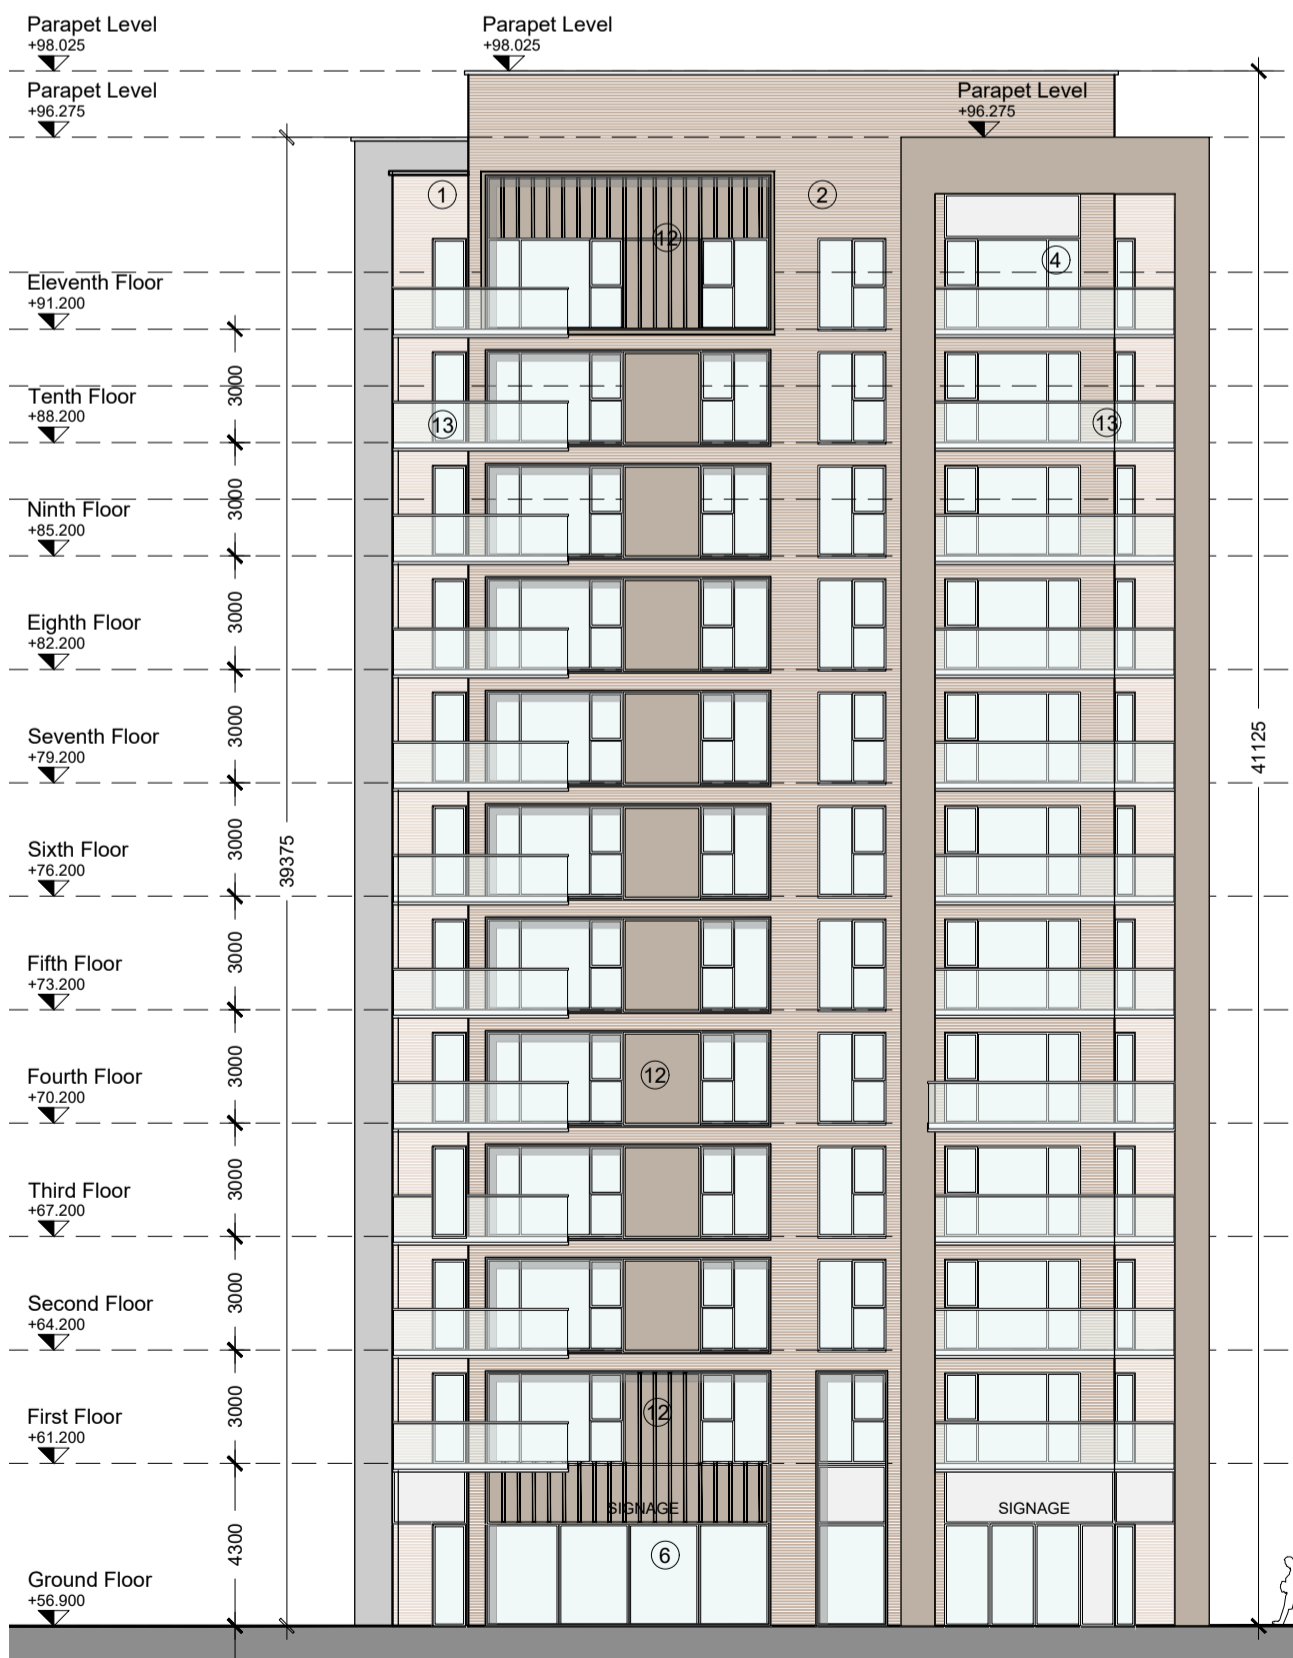 Parapet Level
+98.025
Parapet Level
+98.025
Parapet Level
+96.275
Parapet Level
+96.275
1
2
12
4
Eleventh Floor
+91.200
3000
Tenth Floor
+88.200
13
13
3000
Ninth Floor
+85.200
3000
Eighth Floor
+82.200
3000
Seventh Floor
+79.200
41125
3000
Sixth Floor
+76.200
39375
3000
Fifth Floor
+73.200
3000
Fourth Floor
+70.200
12
3000
Third Floor
+67.200
3000
Second Floor
+64.200
3000
First Floor
+61.200
12
SIGNAGE
SIGNAGE
4300
6
Ground Floor
+56.900